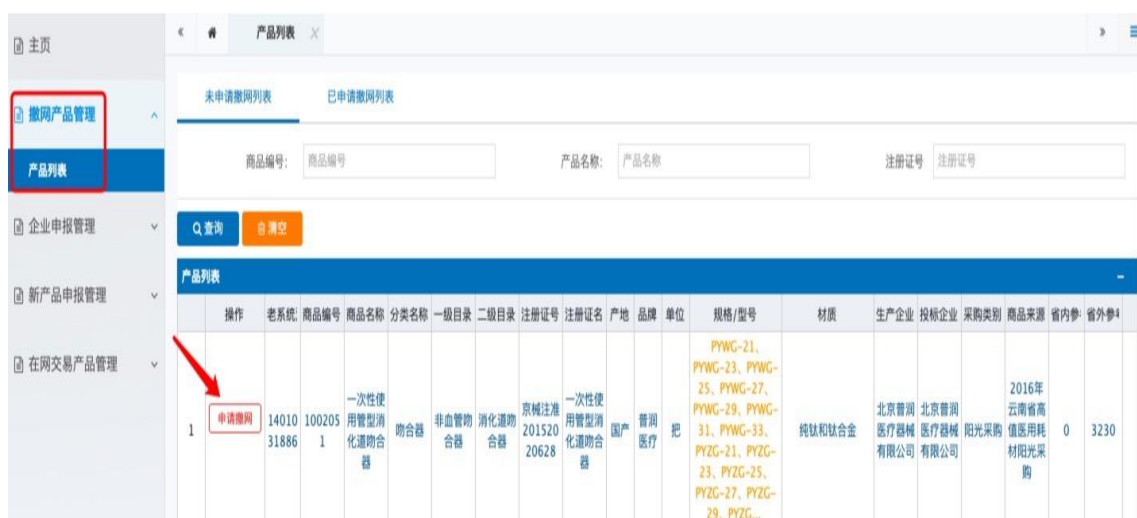 主页
撤网产品管理
产品列表
企业申报管理
新产品申报管理
在网交易产品管理
产品列表
未申请撤网列表
已申请撤网列表
商品编号:
商品编号
产品名称:
产品名称
注册证号
注册证号
查询
清空
产品列表
操作
老系统
商品编号
商品名称
分类名称
一级目录
二级目录
注册证号
注册证名
产地
品牌
单位
规格/型号
材质
生产企业
投标企业
采购类别
商品来源
省内参
省外参
1
申请撤网
14010
31886
100205
1
一次性使
用管型消
化道吻合
器
吻合器
非血管吻
合器
消化道吻
合器
京械注准
201520
20628
一次性使
用管型消
化道吻合
器
国产
普润
医疗
把
PYWG-21、
PYWG-23、PYWG-
25、PYWG-27、
PYWG-29、PYWG-
31、PYWG-33、
PYZG-21、PYZG-
23、PYZG-25、
PYZG-27、PYZG-
29、PYZG...
纯钛和钛合金
北京普润
医疗器械
有限公司
北京普润
医疗器械
有限公司
阳光采购
2016年
云南省高
值医用耗
材阳光采
购
0
3230